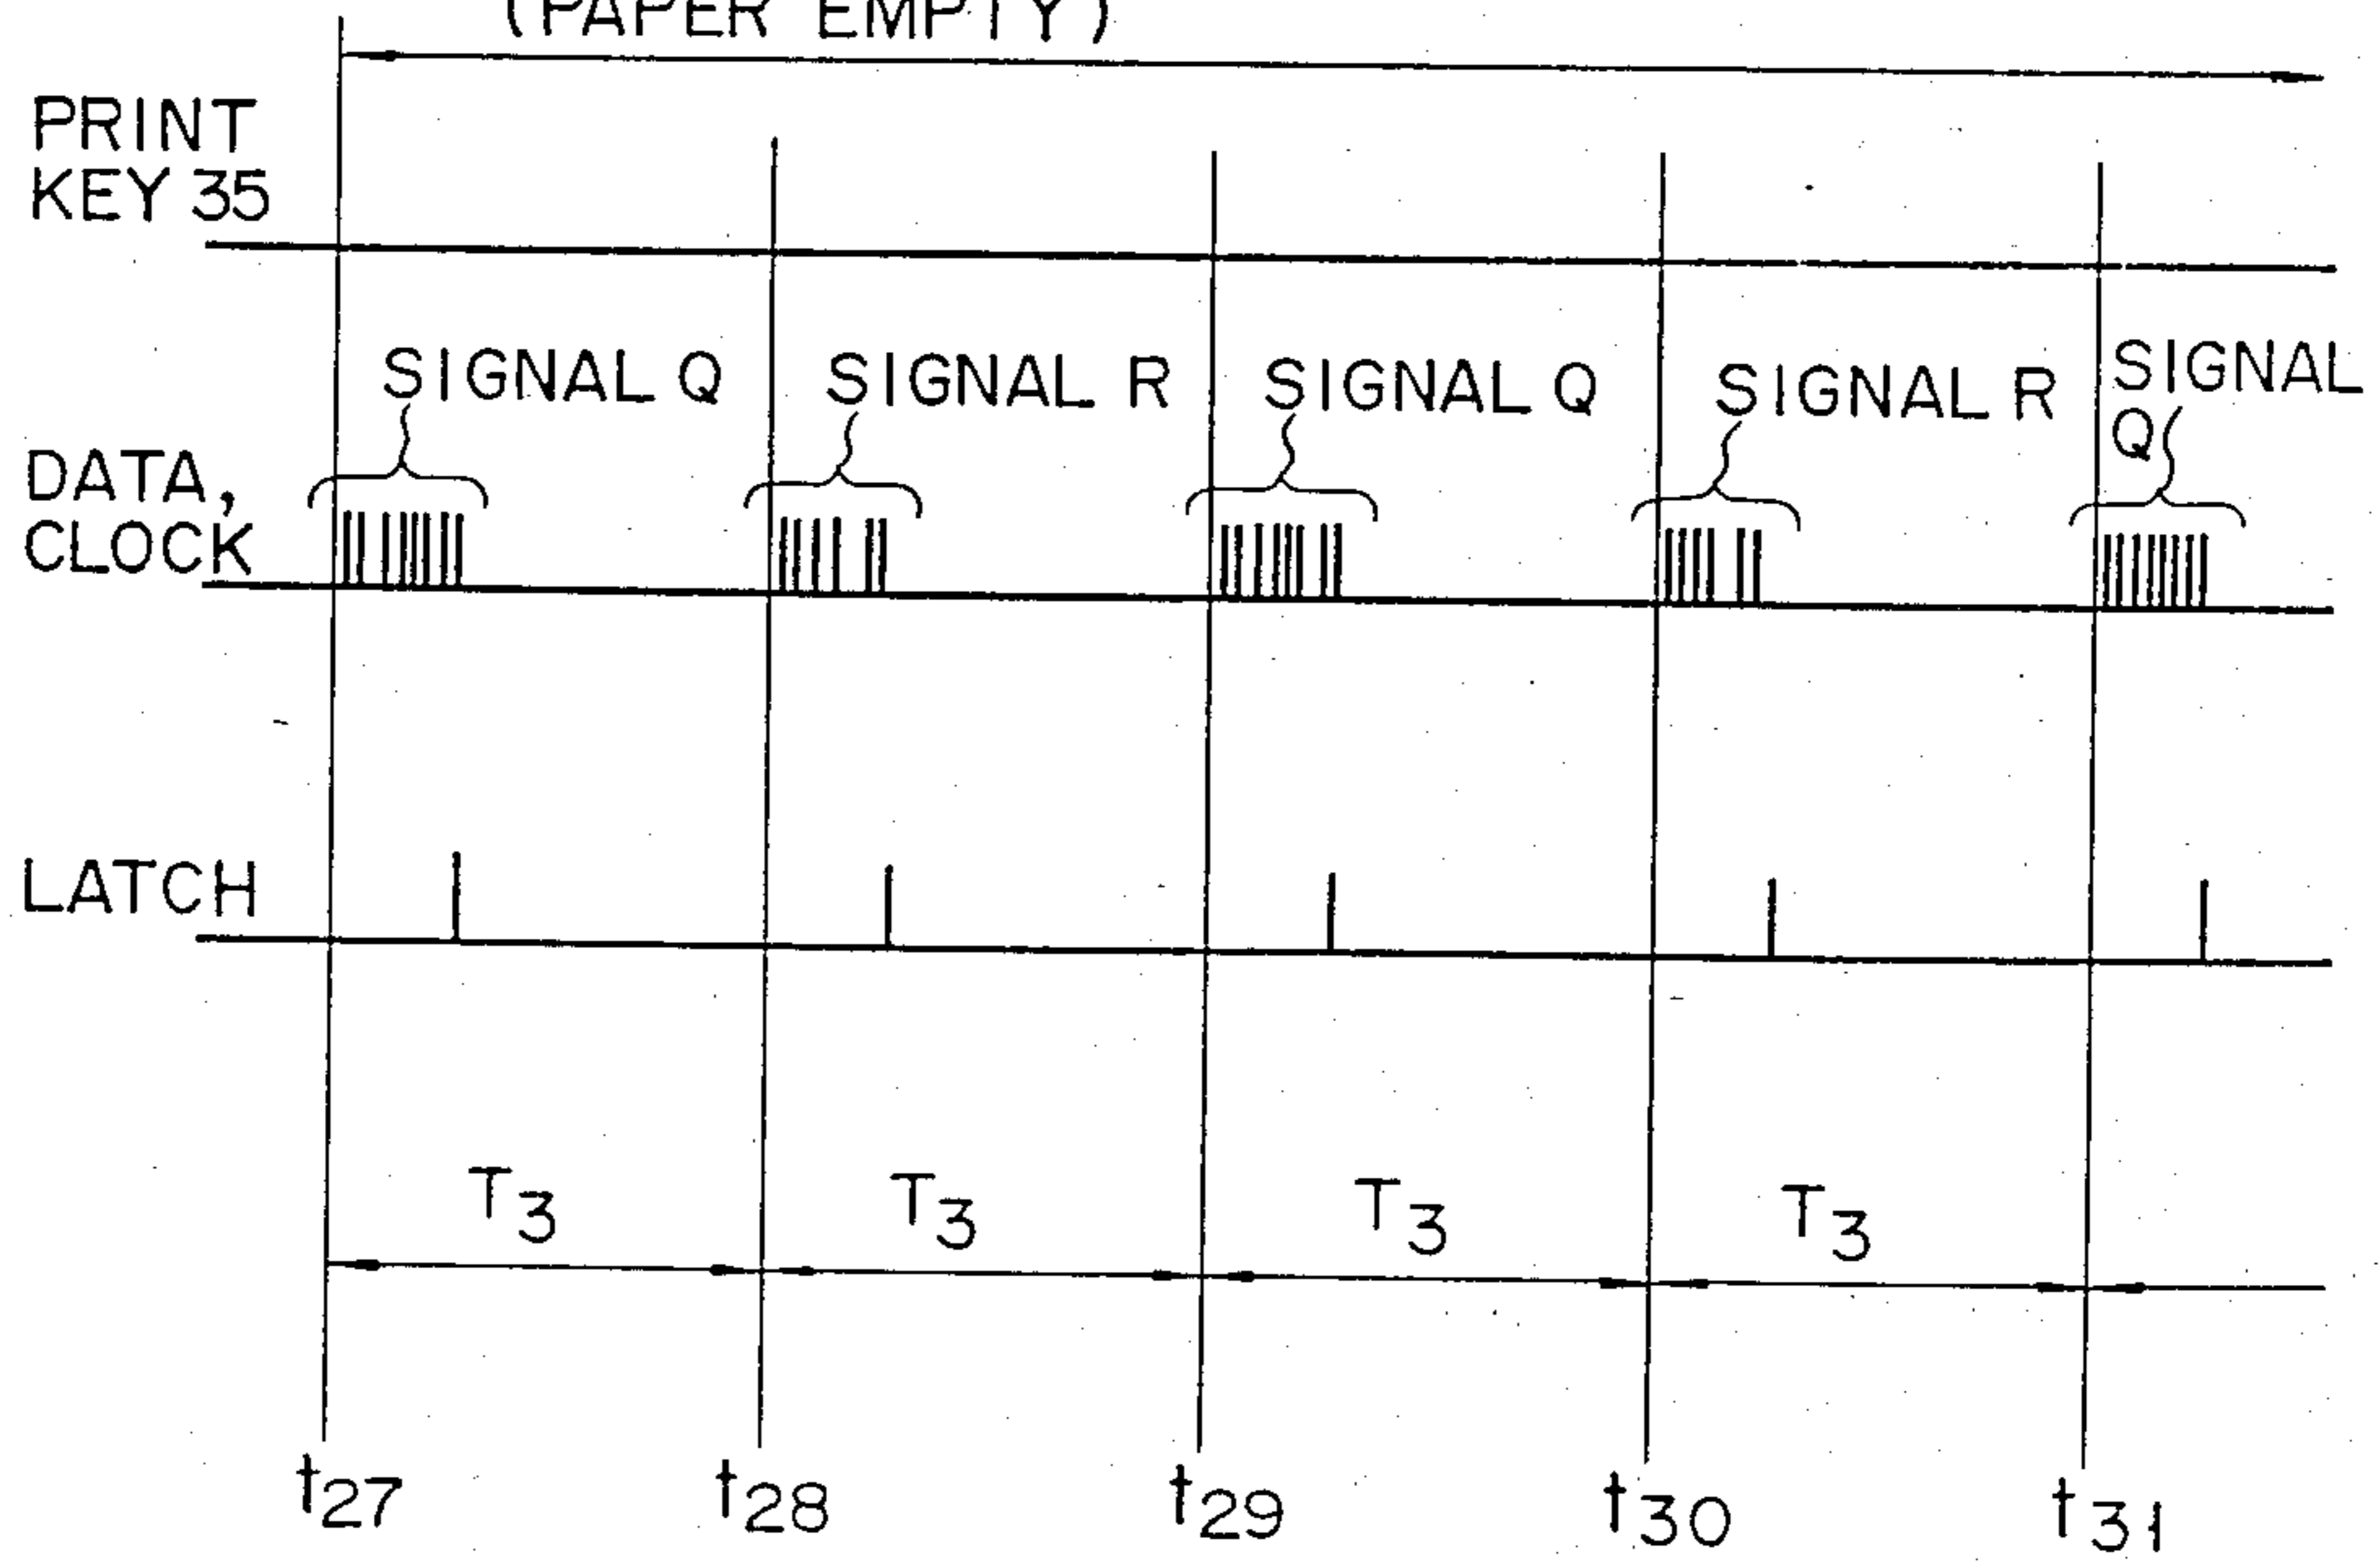 (PAPER EMPTY)
PRINT
KEY 35
SIGNAL Q
SIGNAL R
SIGNAL Q
SIGNAL R
SIGNAL
Q
DATA,
CLOCK
LATCH
T3
T3
T3
T3
t27
t28
t29
t30
t31